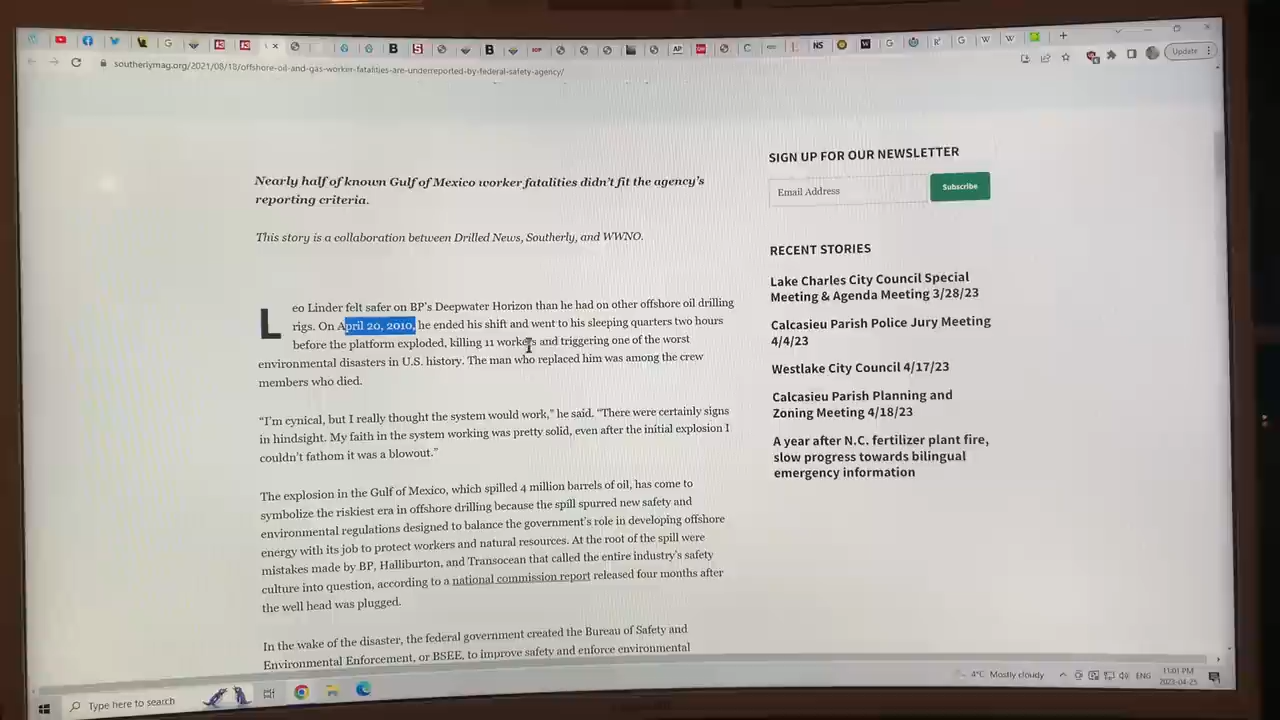 southerlymag.org/2021/08/18/offshore-oil-and-gas-worker-fatalities-are-underreported-by-federal-safety-agency/
Update
Nearly half of known Gulf of Mexico worker fatalities didn't fit the agency's
reporting criteria.
This story is a collaboration between Drilled News, Southerly, and WWNO.
Leo Linder felt safer on BP's Deepwater Horizon than he had on other offshore oil drilling
rigs. On April 20, 2010, he ended his shift and went to his sleeping quarters two hours
before the platform exploded, killing 11 workers and triggering one of the worst
environmental disasters in U.S. history. The man who replaced him was among the crew
members who died.
“I'm cynical, but I really thought the system would work,” he said. “There were certainly signs
in hindsight. My faith in the system working was pretty solid, even after the initial explosion I
couldn't fathom it was a blowout.”
The explosion in the Gulf of Mexico, which spilled 4 million barrels of oil, has come to
symbolize the riskiest era in offshore drilling because the spill spurred new safety and
environmental regulations designed to balance the government's role in developing offshore
energy with its job to protect workers and natural resources. At the root of the spill were
mistakes made by BP, Halliburton, and Transocean that called the entire industry's safety
culture into question, according to a national commission report released four months after
the well head was plugged.
In the wake of the disaster, the federal government created the Bureau of Safety and
Environmental Enforcement, or BSEE, to improve safety and enforce environmental
SIGN UP FOR OUR NEWSLETTER
Email Address
Subscribe
RECENT STORIES
Lake Charles City Council Special
Meeting & Agenda Meeting 3/28/23
Calcasieu Parish Police Jury Meeting
4/4/23
Westlake City Council 4/17/23
Calcasieu Parish Planning and
Zoning Meeting 4/18/23
A year after N.C. fertilizer plant fire,
slow progress towards bilingual
emergency information
Type here to search
4°C Mostly cloudy
ENG
11:01 PM
2023-04-25